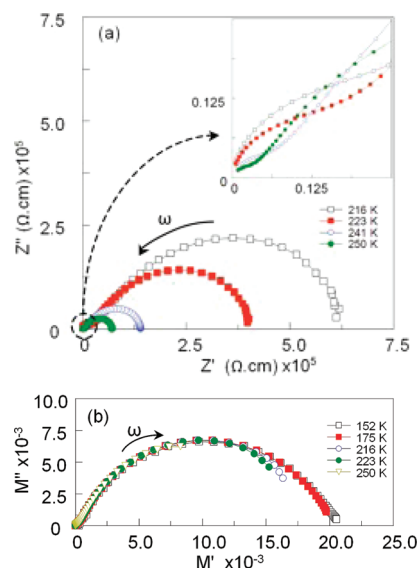 (a)
7.5
5.0
2.5
0
Z'' (Ω.cm) x10⁵
0.125
0
0
0.125
ω
216 K
223 K
241 K
250 K
0
2.5
5.0
7.5
Z' (Ω.cm) x10⁵
(b)
10.0
7.5
5.0
2.5
0
M'' x10⁻³
ω
152 K
175 K
216 K
223 K
250 K
0
5.0
10.0
15.0
20.0
25.0
M' x10⁻³